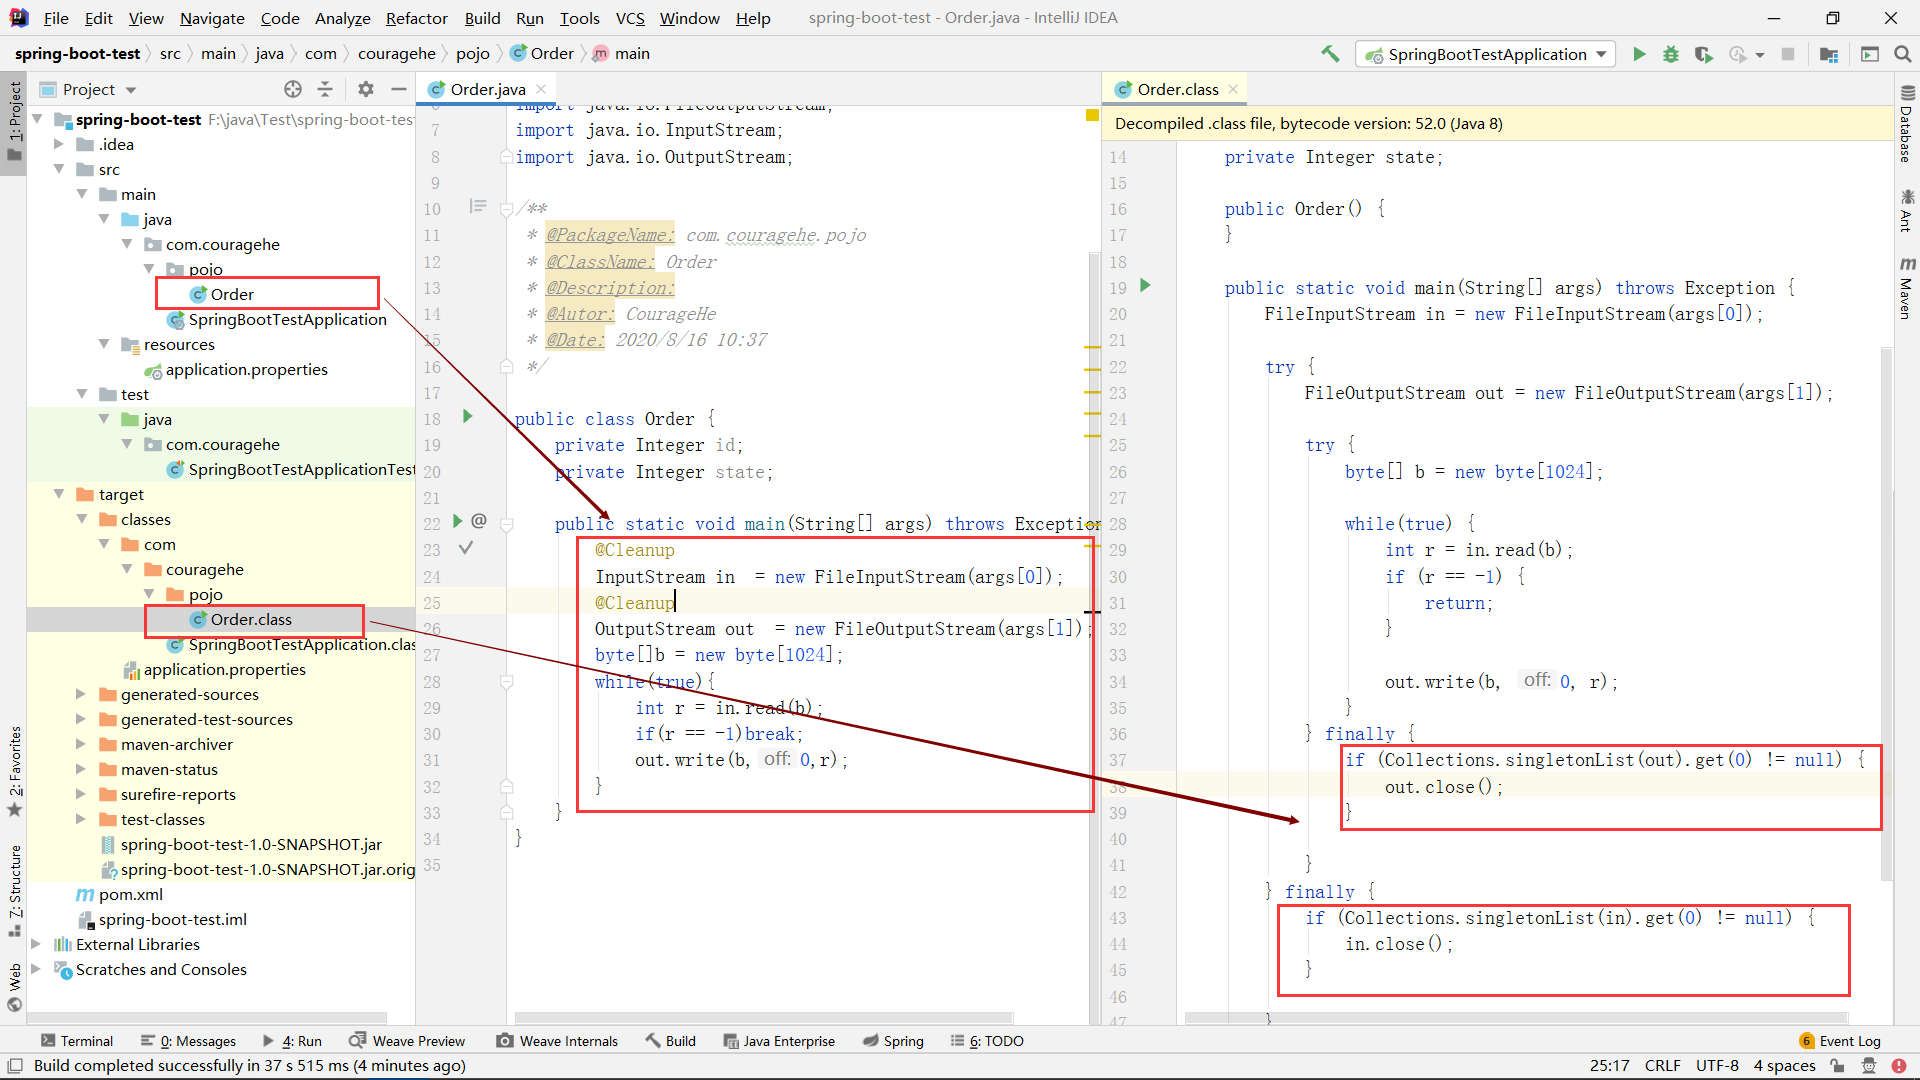 File Edit View Navigate Code Analyze Refactor Build Run Tools VCS Window Help spring-boot-test - Order.java - IntelliJ IDEA
spring-boot-test src main java com couragehe pojo Order main SpringBootTestApplication
Project
1: Project
2: Favorites
7: Structure
Web
spring-boot-test F:\java\Test\spring-boot-tes
.idea
src
main
java
com.couragehe
pojo
Order
SpringBootTestApplication
resources
application.properties
test
java
com.couragehe
SpringBootTestApplicationTest
target
classes
com
couragehe
pojo
Order.class
SpringBootTestApplication.clas
application.properties
generated-sources
generated-test-sources
maven-archiver
maven-status
surefire-reports
test-classes
spring-boot-test-1.0-SNAPSHOT.jar
spring-boot-test-1.0-SNAPSHOT.jar.orig
pom.xml
spring-boot-test.iml
External Libraries
Scratches and Consoles
Order.java
6 import java.io.FileOutputStream;
7 import java.io.InputStream;
8 import java.io.OutputStream;
9
10 /**
11 * @PackageName: com.couragehe.pojo
12 * @ClassName: Order
13 * @Description:
14 * @Autor: CourageHe
15 * @Date: 2020/8/16 10:37
16 */
17
18 public class Order {
19 private Integer id;
20 private Integer state;
21
22 @ public static void main(String[] args) throws Exception
23 @Cleanup
24 InputStream in = new FileInputStream(args[0]);
25 @Cleanup
26 OutputStream out = new FileOutputStream(args[1]);
27 byte[]b = new byte[1024];
28 while(true){
29 int r = in.read(b);
30 if(r == -1)break;
31 out.write(b, off: 0,r);
32 }
33 }
34 }
35
Order.class
Decompiled .class file, bytecode version: 52.0 (Java 8)
14 private Integer state;
15
16 public Order() {
17 }
18
19 public static void main(String[] args) throws Exception {
20 FileInputStream in = new FileInputStream(args[0]);
21
22 try {
23 FileOutputStream out = new FileOutputStream(args[1]);
24
25 try {
26 byte[] b = new byte[1024];
27
28 while(true) {
29 int r = in.read(b);
30 if (r == -1) {
31 return;
32 }
33
34 out.write(b, off: 0, r);
35 }
36 } finally {
37 if (Collections.singletonList(out).get(0) != null) {
38 out.close();
39 }
40
41 }
42 } finally {
43 if (Collections.singletonList(in).get(0) != null) {
44 in.close();
45 }
46
47 }
Database
Ant
Maven
Terminal 0: Messages 4: Run Weave Preview Weave Internals Build Java Enterprise Spring 6: TODO 6 Event Log
Build completed successfully in 37 s 515 ms (4 minutes ago) 25:17 CRLF UTF-8 4 spaces